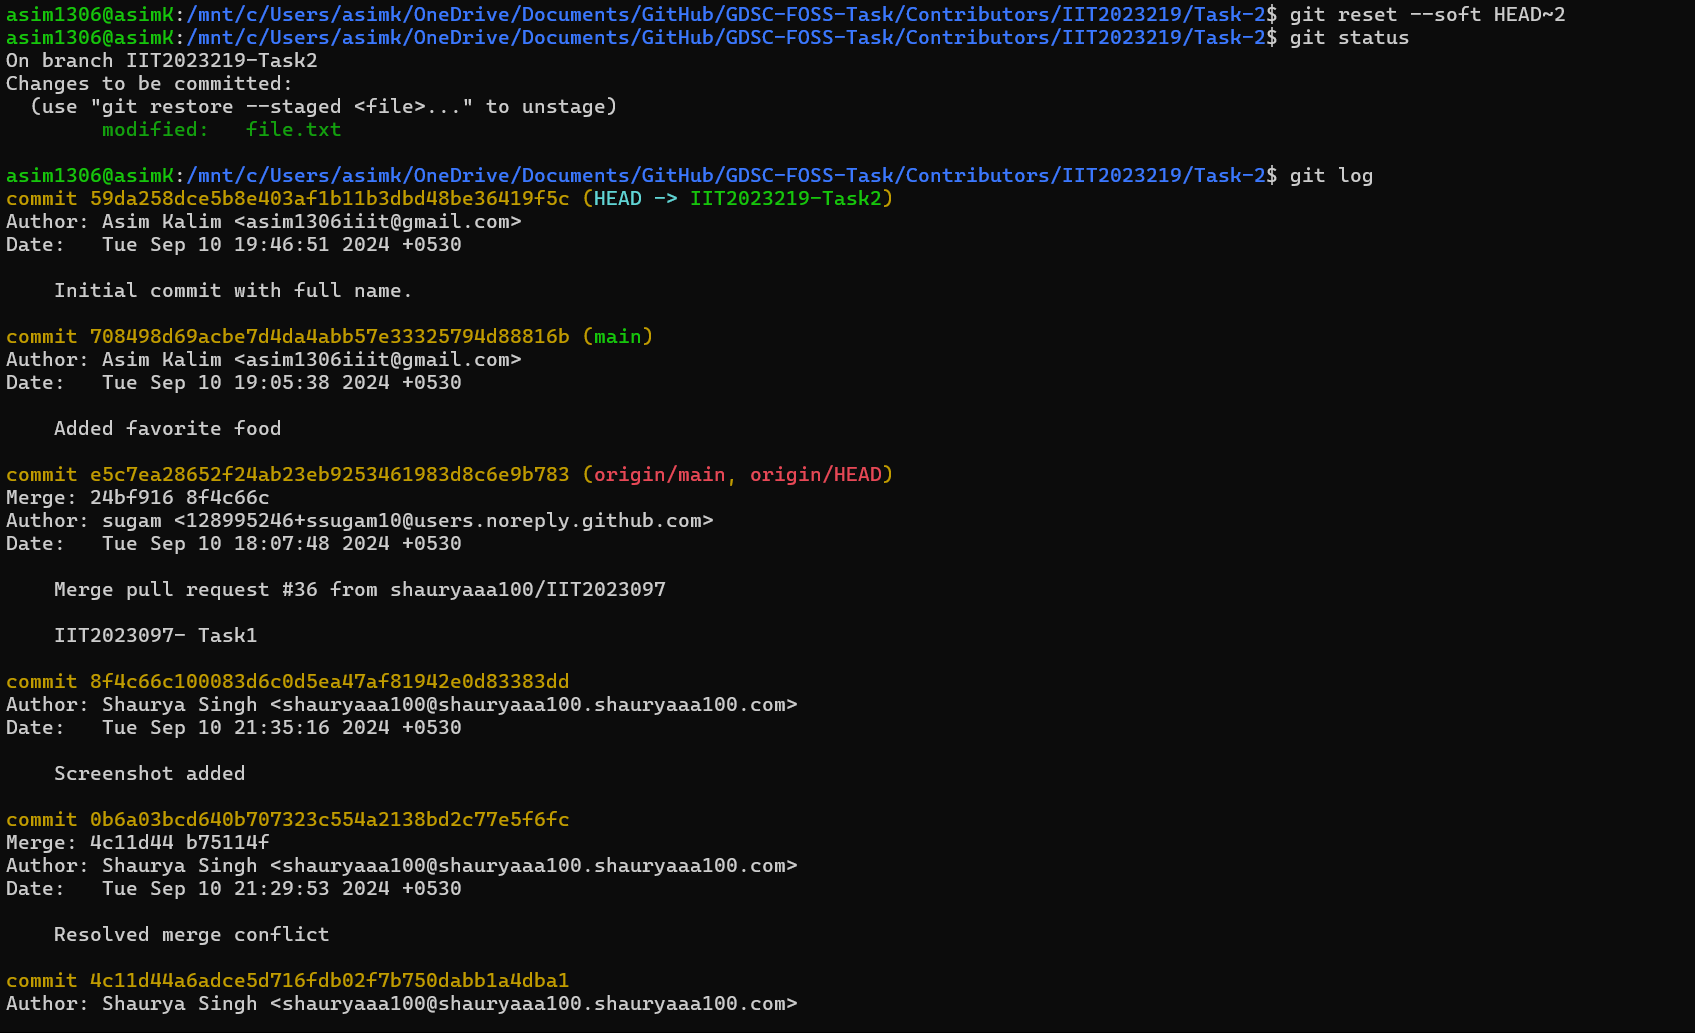 asim1306@asimK:/mnt/c/Users/asimk/OneDrive/Documents/GitHub/GDSC-FOSS-Task/Contributors/IIT2023219/Task-2$ git reset --soft HEAD~2
asim1306@asimK:/mnt/c/Users/asimk/OneDrive/Documents/GitHub/GDSC-FOSS-Task/Contributors/IIT2023219/Task-2$ git status
On branch IIT2023219-Task2
Changes to be committed:
  (use "git restore --staged <file>..." to unstage)
        modified:   file.txt

asim1306@asimK:/mnt/c/Users/asimk/OneDrive/Documents/GitHub/GDSC-FOSS-Task/Contributors/IIT2023219/Task-2$ git log
commit 59da258dce5b8e403af1b11b3dbd48be36419f5c (HEAD -> IIT2023219-Task2)
Author: Asim Kalim <asim1306iiit@gmail.com>
Date:   Tue Sep 10 19:46:51 2024 +0530

    Initial commit with full name.

commit 708498d69acbe7d4da4abb57e33325794d88816b (main)
Author: Asim Kalim <asim1306iiit@gmail.com>
Date:   Tue Sep 10 19:05:38 2024 +0530

    Added favorite food

commit e5c7ea28652f24ab23eb9253461983d8c6e9b783 (origin/main, origin/HEAD)
Merge: 24bf916 8f4c66c
Author: sugam <128995246+ssugam10@users.noreply.github.com>
Date:   Tue Sep 10 18:07:48 2024 +0530

    Merge pull request #36 from shauryaaa100/IIT2023097

    IIT2023097- Task1

commit 8f4c66c100083d6c0d5ea47af81942e0d83383dd
Author: Shaurya Singh <shauryaaa100@shauryaaa100.shauryaaa100.com>
Date:   Tue Sep 10 21:35:16 2024 +0530

    Screenshot added

commit 0b6a03bcd640b707323c554a2138bd2c77e5f6fc
Merge: 4c11d44 b75114f
Author: Shaurya Singh <shauryaaa100@shauryaaa100.shauryaaa100.com>
Date:   Tue Sep 10 21:29:53 2024 +0530

    Resolved merge conflict

commit 4c11d44a6adce5d716fdb02f7b750dabb1a4dba1
Author: Shaurya Singh <shauryaaa100@shauryaaa100.shauryaaa100.com>